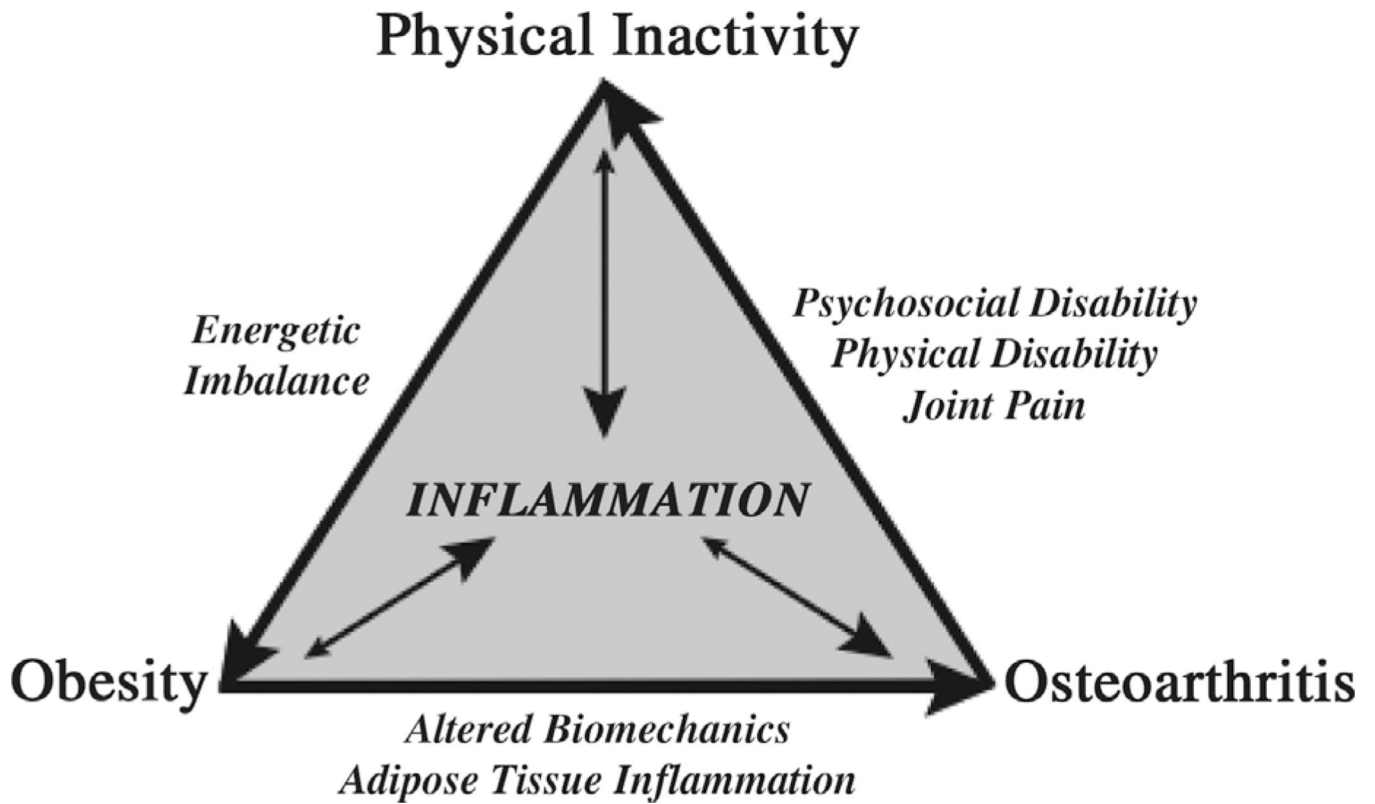 Physical Inactivity
Energetic
Imbalance
Psychosocial Disability
Physical Disability
Joint Pain
INFLAMMATION
Obesity
Osteoarthritis
Altered Biomechanics
Adipose Tissue Inflammation